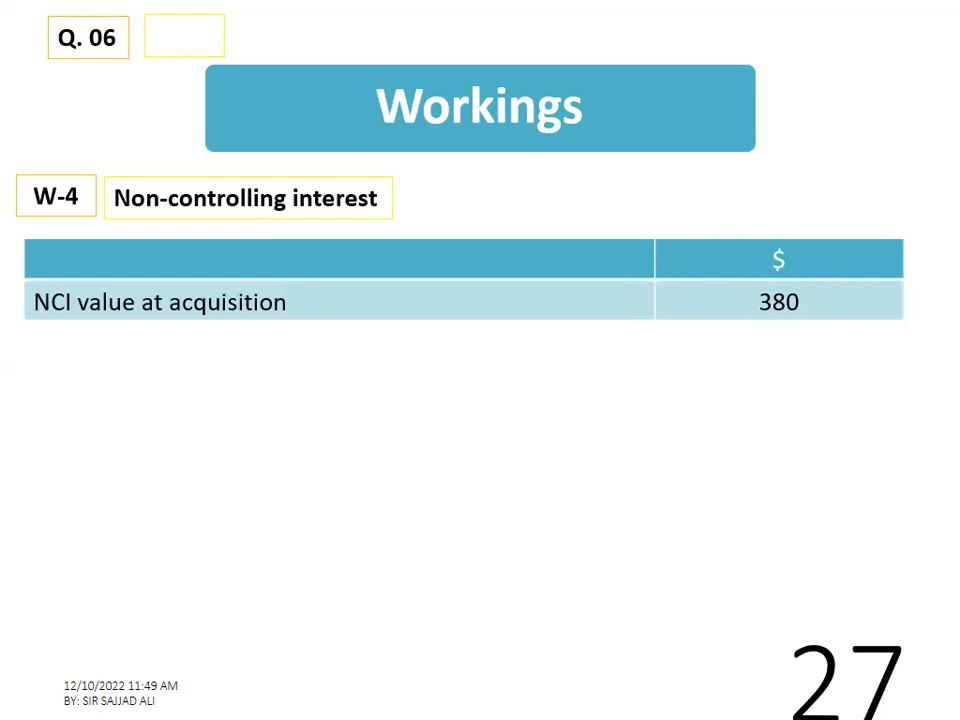 Q. 06
Workings
W-4 Non-controlling interest
$
NCI value at acquisition 380
12/10/2022 11:49 AM
BY: SIR SAJJAD ALI
27